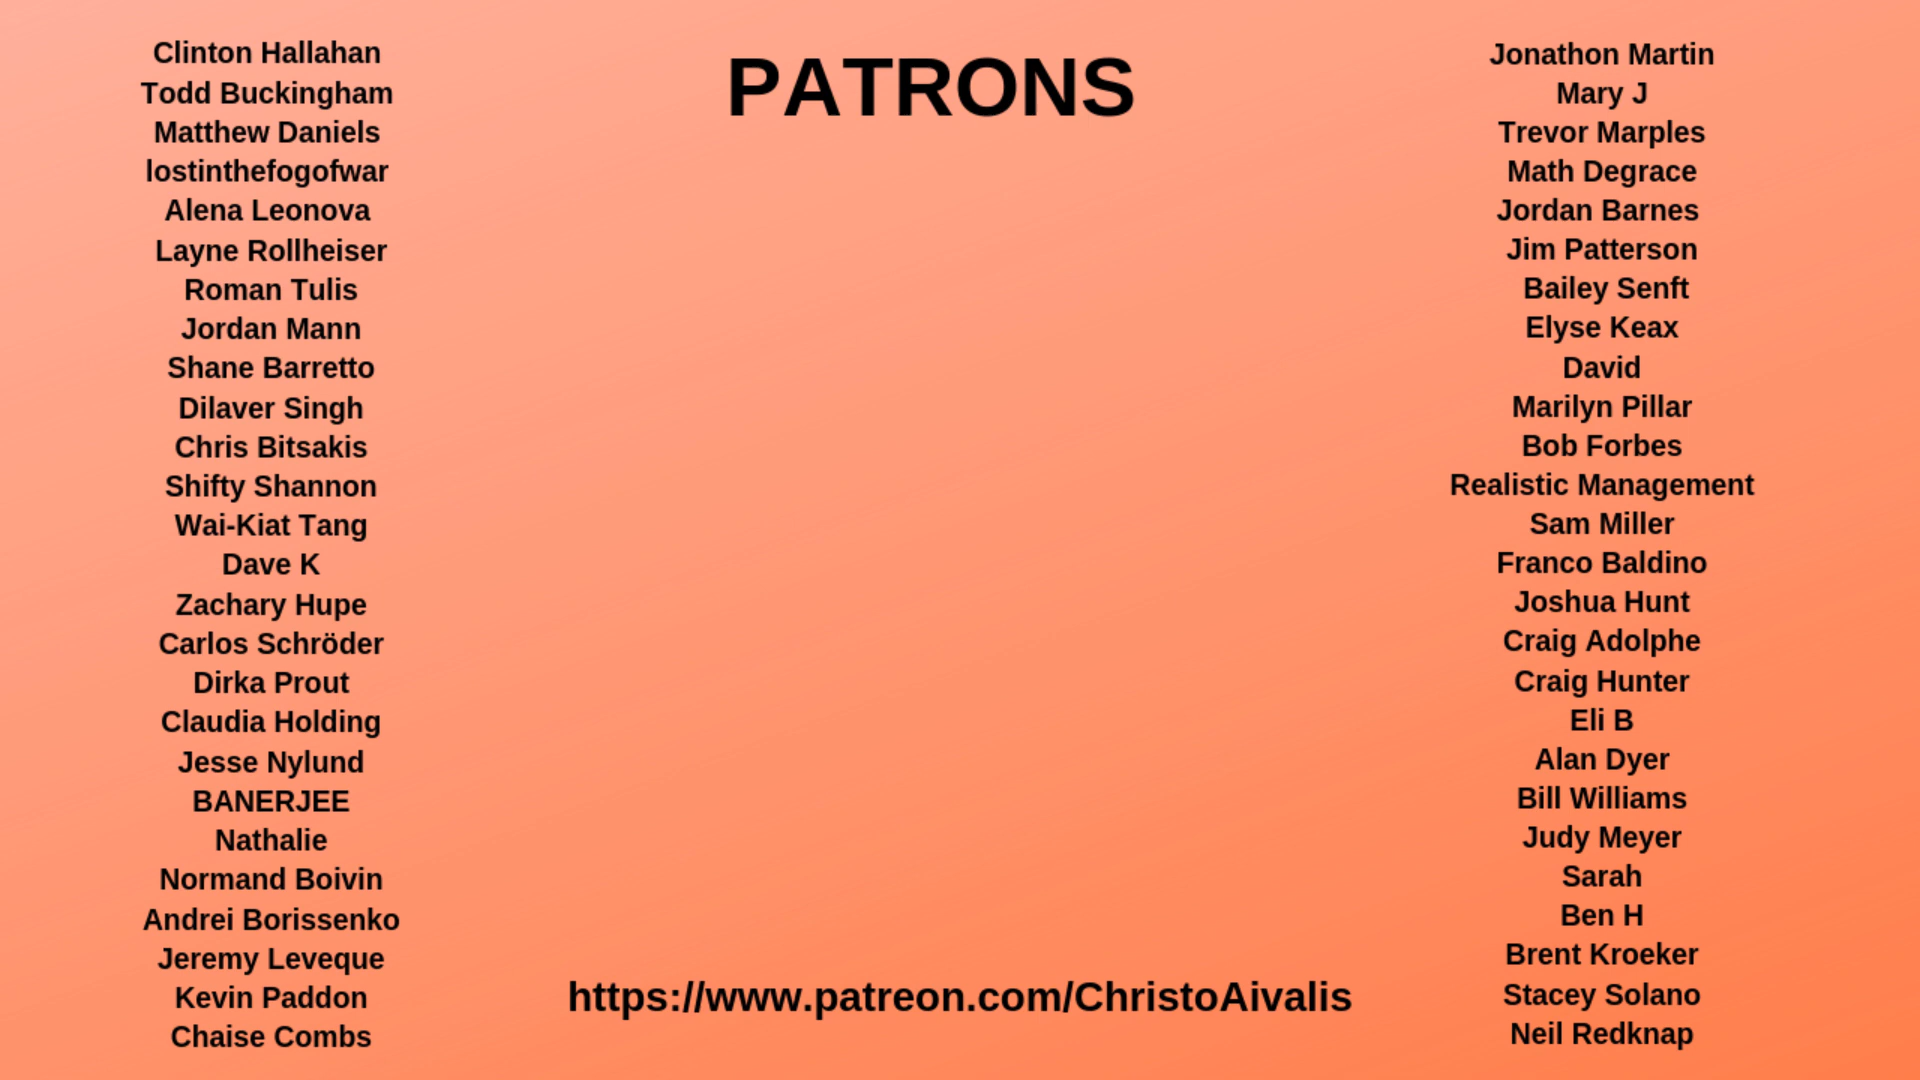 Clinton Hallahan
Todd Buckingham
Matthew Daniels
lostinthefogofwar
Alena Leonova
Layne Rollheiser
Roman Tulis
Jordan Mann
Shane Barretto
Dilaver Singh
Chris Bitsakis
Shifty Shannon
Wai-Kiat Tang
Dave K
Zachary Hupe
Carlos Schröder
Dirka Prout
Claudia Holding
Jesse Nylund
BANERJEE
Nathalie
Normand Boivin
Andrei Borissenko
Jeremy Leveque
Kevin Paddon
Chaise Combs
PATRONS
https://www.patreon.com/ChristoAivalis
Jonathon Martin
Mary J
Trevor Marples
Math Degrace
Jordan Barnes
Jim Patterson
Bailey Senft
Elyse Keax
David
Marilyn Pillar
Bob Forbes
Realistic Management
Sam Miller
Franco Baldino
Joshua Hunt
Craig Adolphe
Craig Hunter
Eli B
Alan Dyer
Bill Williams
Judy Meyer
Sarah
Ben H
Brent Kroeker
Stacey Solano
Neil Redknap